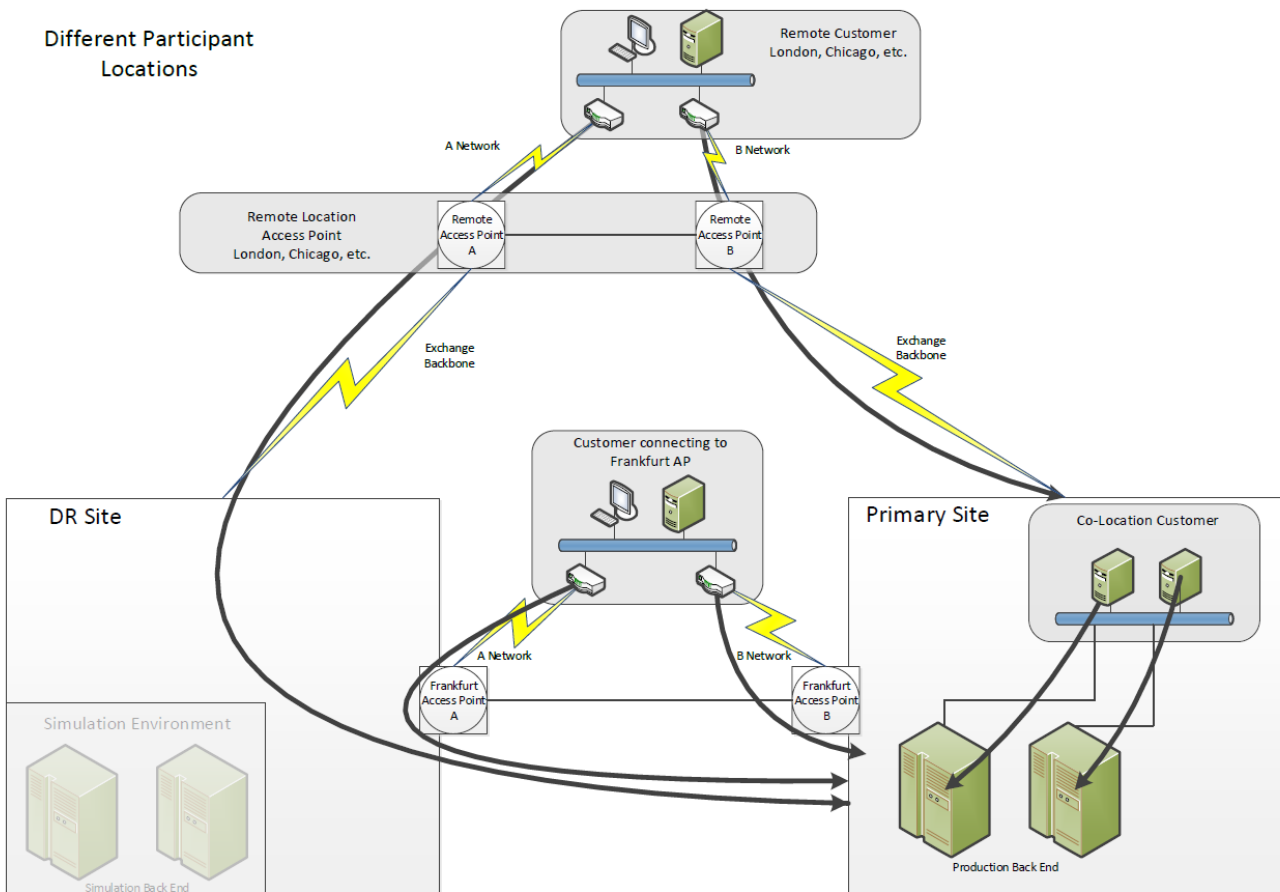 Different Participant
Locations
Remote Customer
London, Chicago, etc.
A Network
B Network
Remote Location
Access Point
London, Chicago, etc.
Remote
Access Point
A
Remote
Access Point
B
Exchange
Backbone
Exchange
Backbone
Customer connecting to
Frankfurt AP
DR Site
Primary Site
Co-Location Customer
A Network
B Network
Frankfurt
Access Point
A
Frankfurt
Access Point
B
Simulation Environment
Simulation Back End
Production Back End